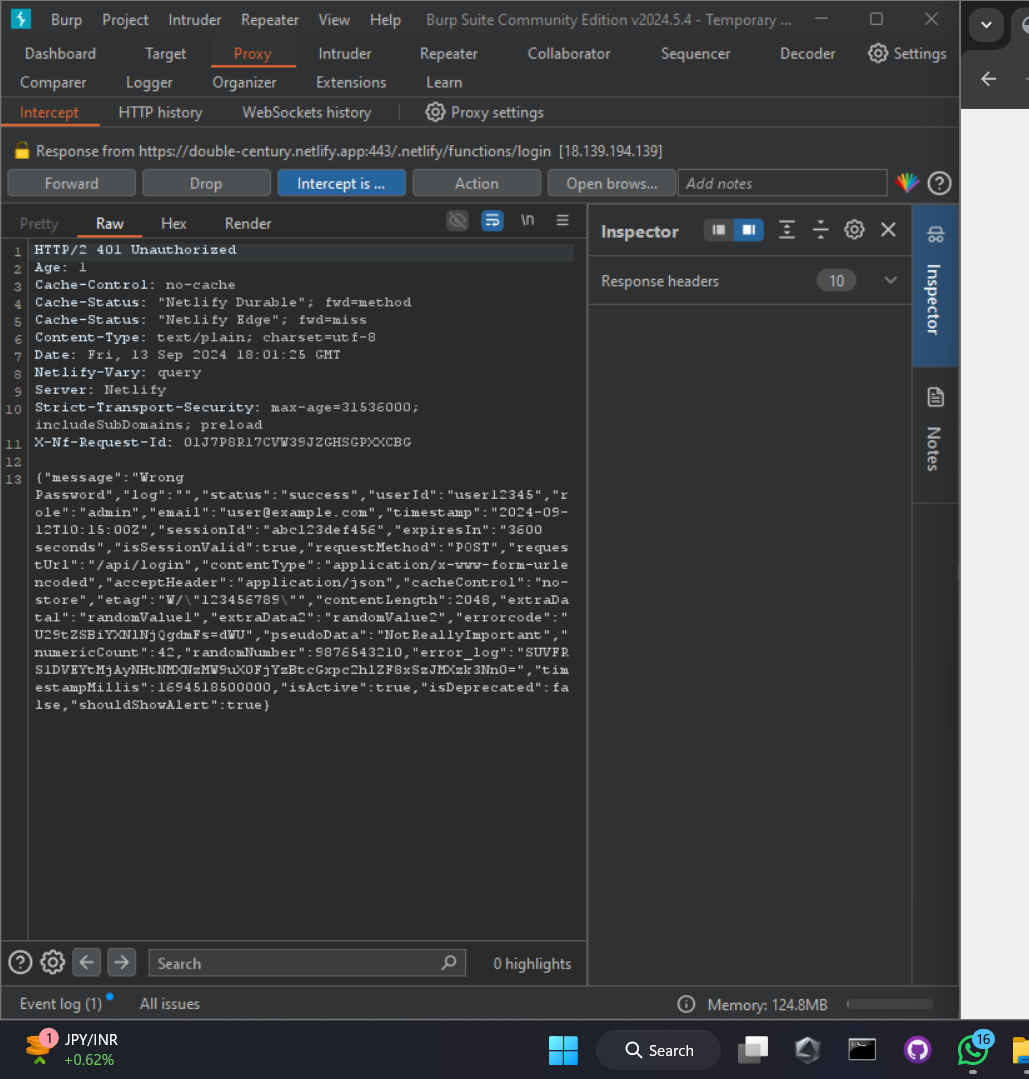 Burp Project Intruder Repeater View Help Burp Suite Community Edition v2024.5.4 - Temporary ...
Dashboard Target Proxy Intruder Repeater Collaborator Sequencer Decoder Settings
Comparer Logger Organizer Extensions Learn
Intercept HTTP history WebSockets history Proxy settings
Response from https://double-century.netlify.app:443/.netlify/functions/login [18.139.194.139]
Forward Drop Intercept is ... Action Open brows... Add notes
Pretty Raw Hex Render \n
Inspector
Response headers 10
Inspector
Notes
1 HTTP/2 401 Unauthorized
2 Age: 1
3 Cache-Control: no-cache
4 Cache-Status: "Netlify Durable"; fwd=method
5 Cache-Status: "Netlify Edge"; fwd=miss
6 Content-Type: text/plain; charset=utf-8
7 Date: Fri, 13 Sep 2024 18:01:25 GMT
8 Netlify-Vary: query
9 Server: Netlify
10 Strict-Transport-Security: max-age=31536000;
includeSubDomains; preload
11 X-Nf-Request-Id: 01J7P8R17CVW39JZGHSGPXXCBG
12
13 {"message":"Wrong
Password","log":"","status":"success","userId":"user12345","r
ole":"admin","email":"user@example.com","timestamp":"2024-09-
12T10:15:00Z","sessionId":"abc123def456","expiresIn":"3600
seconds","isSessionValid":true,"requestMethod":"POST","reques
tUrl":"/api/login","contentType":"application/x-www-form-urle
ncoded","acceptHeader":"application/json","cacheControl":"no-
store","etag":"W/\"123456789\"","contentLength":2048,"extraDa
ta1":"randomValue1","extraData2":"randomValue2","errorcode":"
U29tZSBiYXNlNjQgdmFs=dWU","pseudoData":"NotReallyImportant","
numericCount":42,"randomNumber":9876543210,"error_log":"SUVFR
S1DVEYtMjAyNHtNMXNzMW9uX0FjYzBtcGxpc2hlZF8xSzJMXzk3Nn0=","tim
estampMillis":1694518500000,"isActive":true,"isDeprecated":fa
lse,"shouldShowAlert":true}
Search 0 highlights
Event log (1) All issues Memory: 124.8MB
1 JPY/INR
+0.62%
Search
16